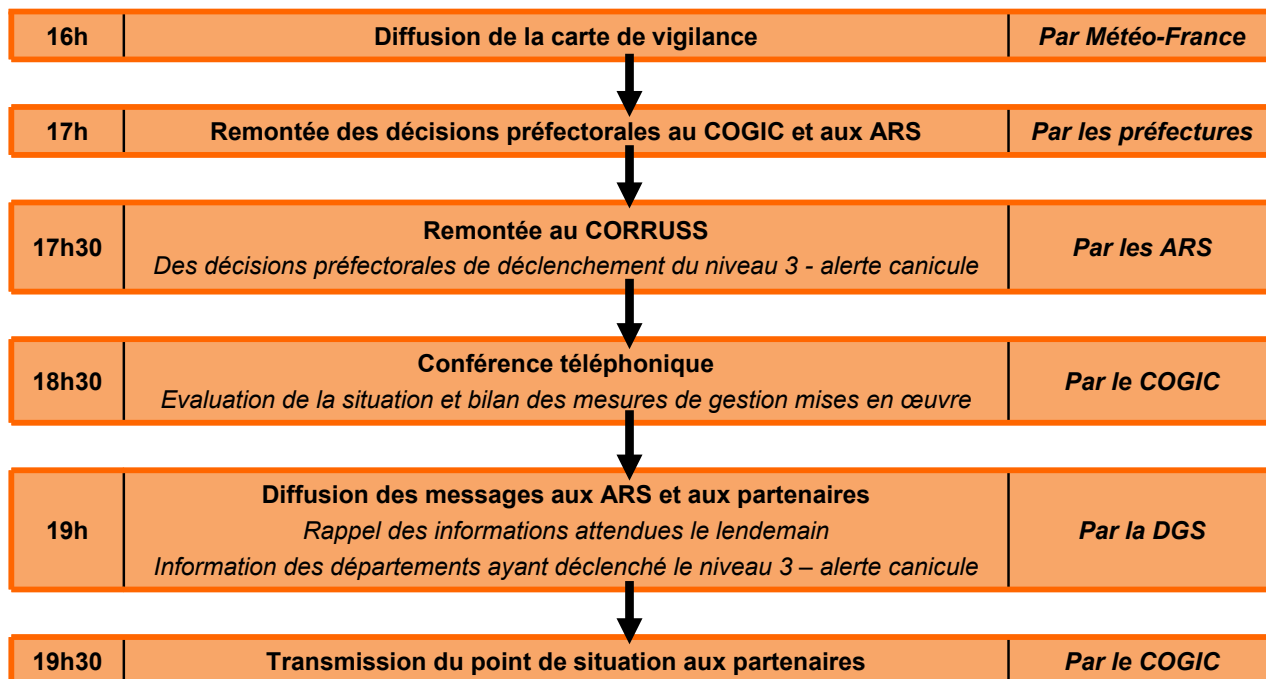 16h Diffusion de la carte de vigilance Par Météo-France
17h Remontée des décisions préfectorales au COGIC et aux ARS Par les préfectures
17h30 Remontée au CORRUSS Par les ARS
Des décisions préfectorales de déclenchement du niveau 3 - alerte canicule
18h30 Conférence téléphonique Par le COGIC
Evaluation de la situation et bilan des mesures de gestion mises en œuvre
19h Diffusion des messages aux ARS et aux partenaires Par la DGS
Rappel des informations attendues le lendemain
Information des départements ayant déclenché le niveau 3 – alerte canicule
19h30 Transmission du point de situation aux partenaires Par le COGIC